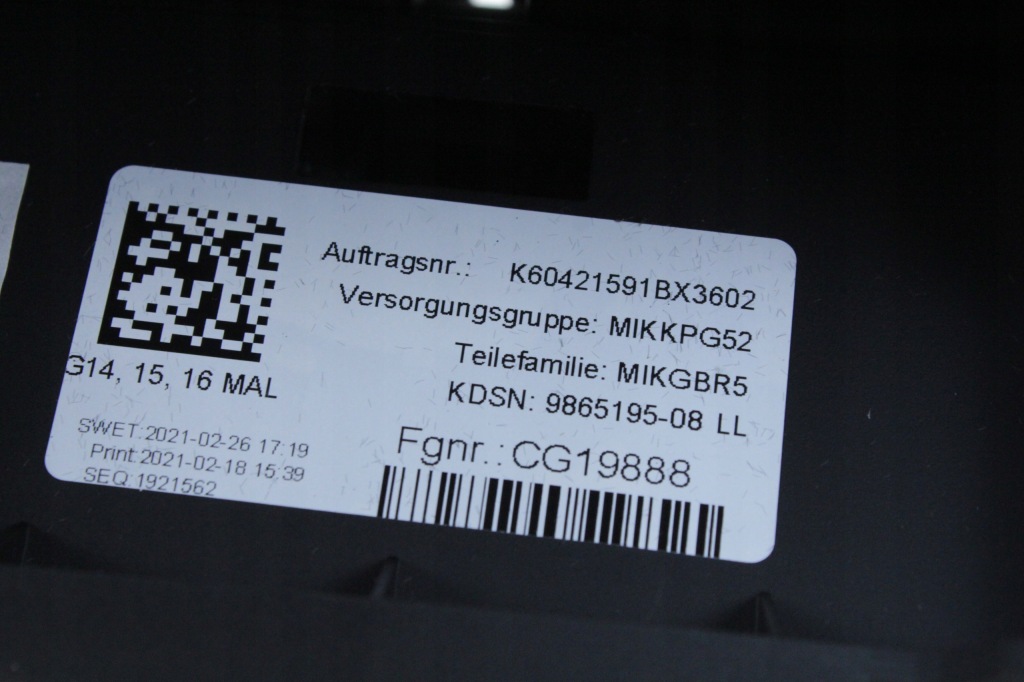 Auftragsnr.: K60421591BX3602
Versorgungsgruppe: MIKKPG52
Teilefamilie: MIKGBR5
KDSN: 9865195-08 LL
G14, 15, 16 MAL
Fgnr.: CG19888
SWET:2021-02-26 17:19
Print:2021-02-18 15:39
SEQ:1921562